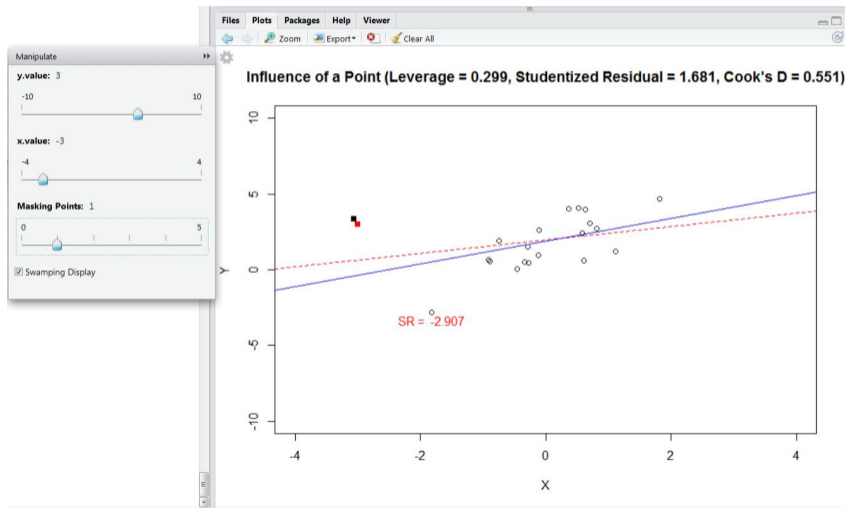 Files Plots Packages Help Viewer
Zoom Export Clear All
Manipulate
y.value: 3
-10 10
x.value: -3
-4 4
Masking Points: 1
0 5
Swamping Display
Influence of a Point (Leverage = 0.299, Studentized Residual = 1.681, Cook's D = 0.551)
10
5
0
-5
-10
Y
SR = -2.907
-4 -2 0 2 4
X